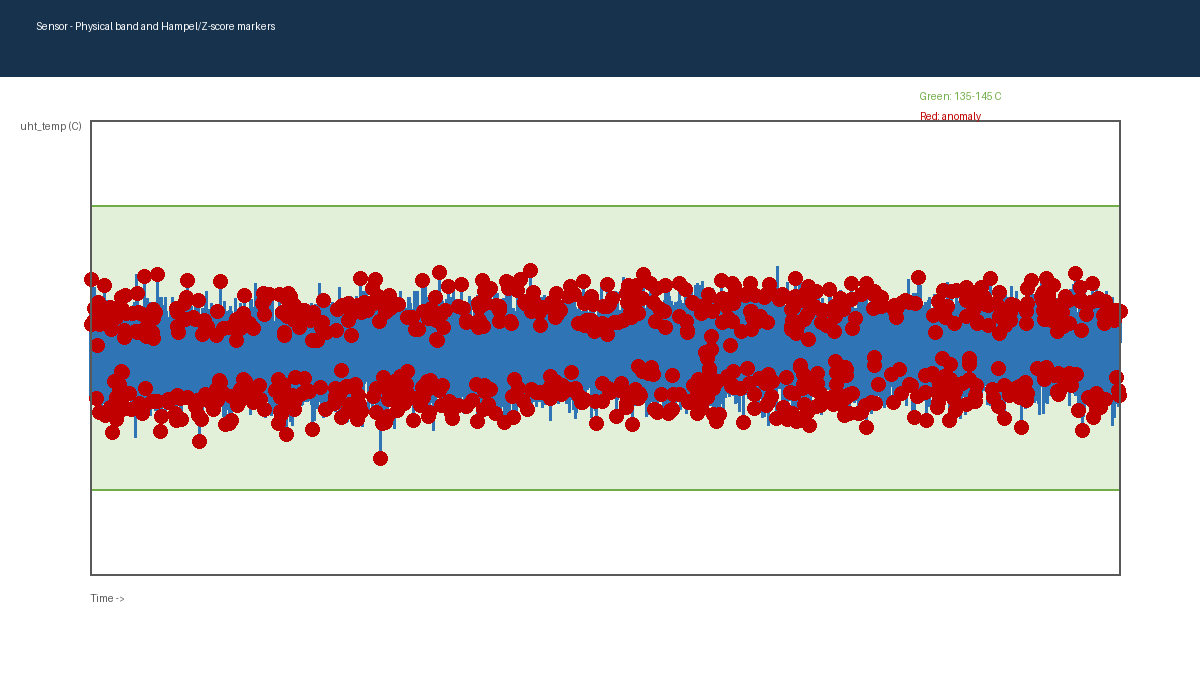 Sensor - Physical band and Hampel/Z-score markers
Green: 135-145 C
Red: anomaly
uht_temp (C)
Time ->